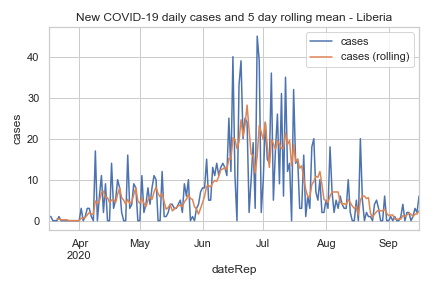 New COVID-19 daily cases and 5 day rolling mean - Liberia
cases
cases (rolling)
40
30
20
10
0
cases
Apr
2020
May
Jun
Jul
Aug
Sep
dateRep